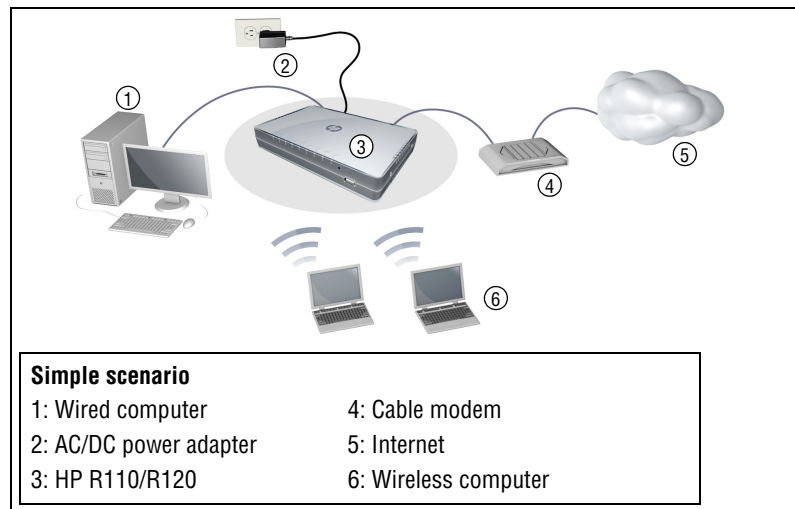 ①
②
③
④
⑤
⑥
Simple scenario
1: Wired computer
2: AC/DC power adapter
3: HP R110/R120
4: Cable modem
5: Internet
6: Wireless computer